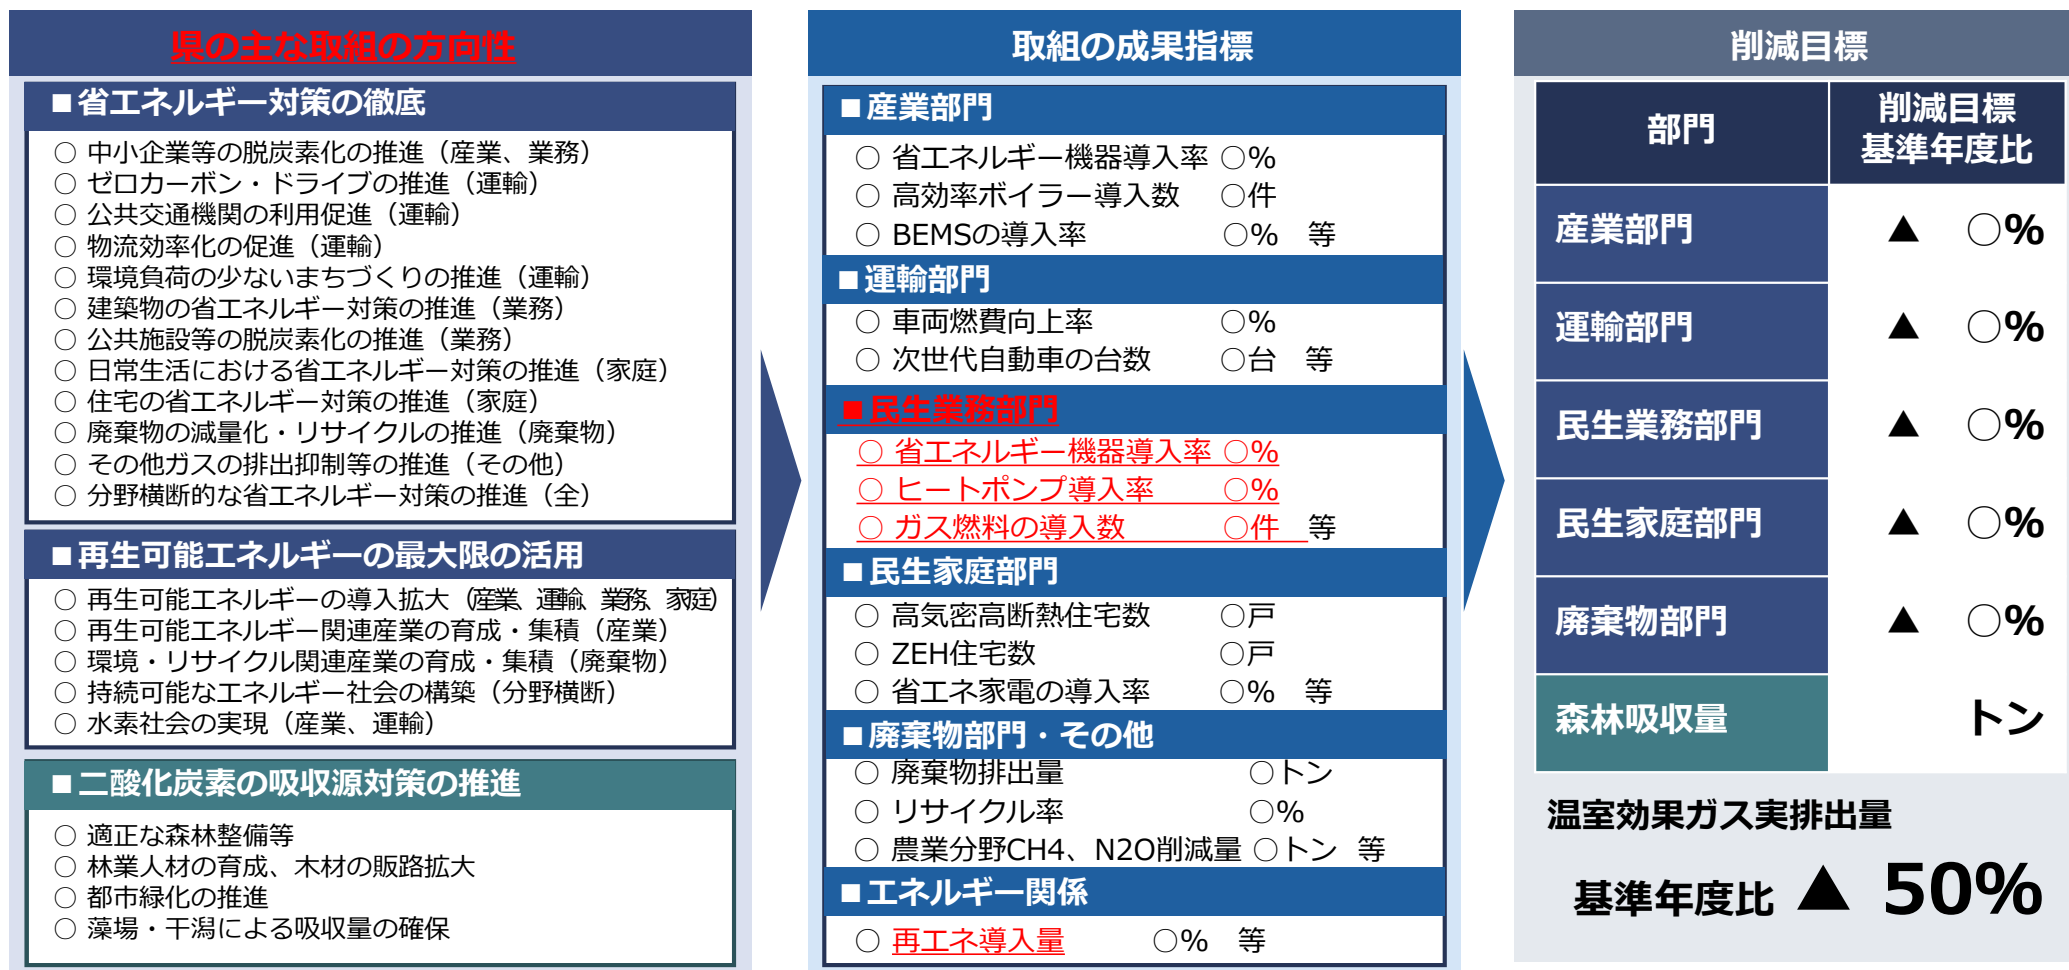 県の主な取組の方向性
■省エネルギー対策の徹底
○ 中小企業等の脱炭素化の推進（産業、業務）
○ ゼロカーボン・ドライブの推進（運輸）
○ 公共交通機関の利用促進（運輸）
○ 物流効率化の促進（運輸）
○ 環境負荷の少ないまちづくりの推進（運輸）
○ 建築物の省エネルギー対策の推進（業務）
○ 公共施設等の脱炭素化の推進（業務）
○ 日常生活における省エネルギー対策の推進（家庭）
○ 住宅の省エネルギー対策の推進（家庭）
○ 廃棄物の減量化・リサイクルの推進（廃棄物）
○ その他ガスの排出抑制等の推進（その他）
○ 分野横断的な省エネルギー対策の推進（全）
■再生可能エネルギーの最大限の活用
○ 再生可能エネルギーの導入拡大（産業、運輸、業務、家庭）
○ 再生可能エネルギー関連産業の育成・集積（産業）
○ 環境・リサイクル関連産業の育成・集積（廃棄物）
○ 持続可能なエネルギー社会の構築（分野横断）
○ 水素社会の実現（産業、運輸）
■二酸化炭素の吸収源対策の推進
○ 適正な森林整備等
○ 林業人材の育成、木材の販路拡大
○ 都市緑化の推進
○ 藻場・干潟による吸収量の確保
取組の成果指標
■産業部門
○ 省エネルギー機器導入率 ○%
○ 高効率ボイラー導入数 ○件
○ BEMSの導入率 ○% 等
■運輸部門
○ 車両燃費向上率 ○%
○ 次世代自動車の台数 ○台 等
■民生業務部門
○ 省エネルギー機器導入率 ○%
○ ヒートポンプ導入率 ○%
○ ガス燃料の導入数 ○件 等
■民生家庭部門
○ 高気密高断熱住宅数 ○戸
○ ZEH住宅数 ○戸
○ 省エネ家電の導入率 ○% 等
■廃棄物部門・その他
○ 廃棄物排出量 ○トン
○ リサイクル率 ○%
○ 農業分野CH4、N2O削減量 ○トン 等
■エネルギー関係
○ 再エネ導入量 ○% 等
削減目標
部門 削減目標
基準年度比
産業部門 ▲ ○%
運輸部門 ▲ ○%
民生業務部門 ▲ ○%
民生家庭部門 ▲ ○%
廃棄物部門 ▲ ○%
森林吸収量 トン
温室効果ガス実排出量
基準年度比 ▲ 50%